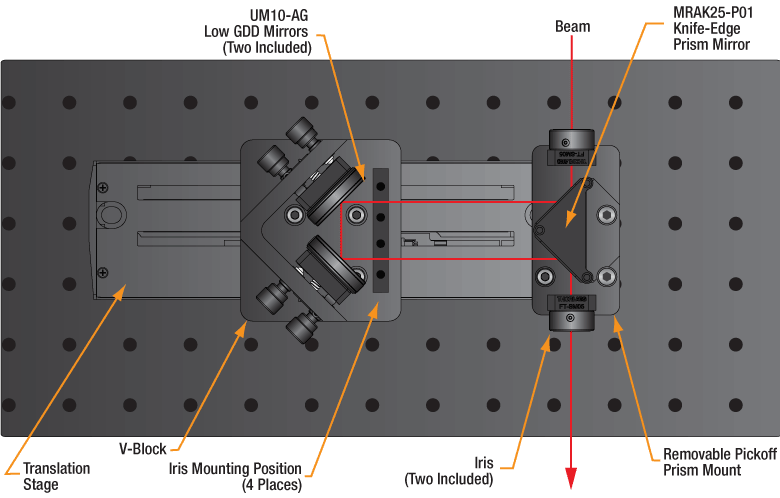 UM10-AG
Low GDD Mirrors
(Two Included)
Beam
MRAK25-P01
Knife-Edge
Prism Mirror
Translation
Stage
V-Block
Iris Mounting Position
(4 Places)
Iris
(Two Included)
Removable Pickoff
Prism Mount